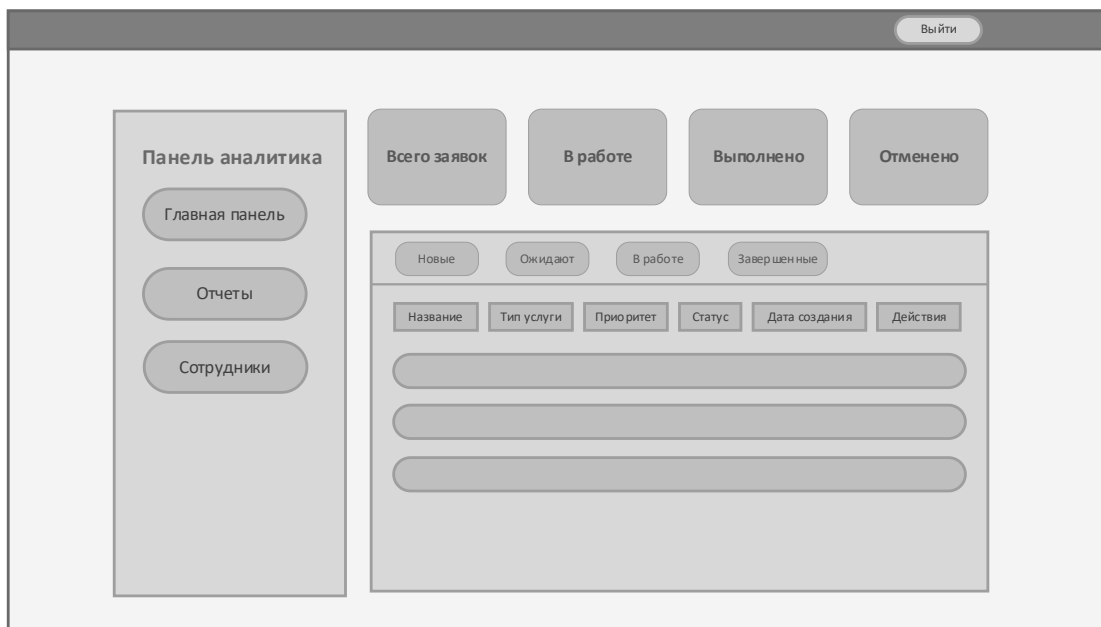 Выйти
Панель аналитика
Главная панель
Отчеты
Сотрудники
Всего заявок
В работе
Выполнено
Отменено
Новые
Ожидают
В работе
Завершенные
Название
Тип услуги
Приоритет
Статус
Дата создания
Действия